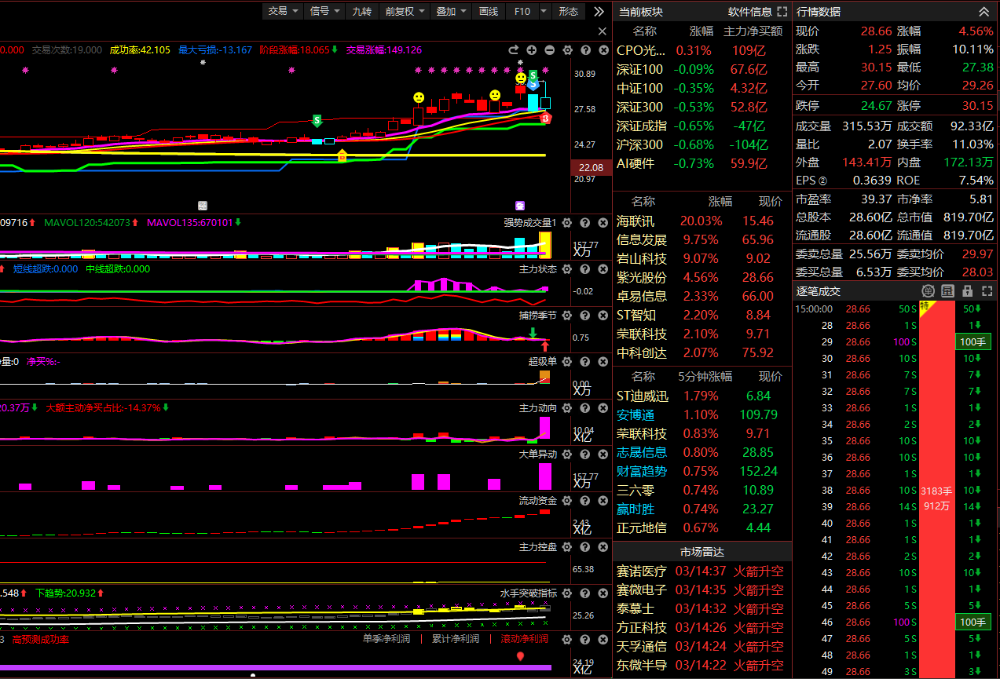 交易 信号 九转 前复权 叠加 画线 F10 形态
0.000 交易次数:19.000 成功率:42.105 最大亏损:-13.167 阶段涨幅:18.065 交易涨幅:149.126
30.89
27.58
24.27
22.08
20.97
09716 MAVOL120:542073 MAVOL135:670101 强势成交量1
157.77
X万
短线超跌:0.000 中线超跌:0.000 主力状态
-0.02
捕捞季节
0.75
净量:0 净买%:- 超级单
0.00
X万
20.37万 大额主动净买占比:-14.37% 主力动向
10.04
X亿
大单异动
157.77
X万
流动资金
2.43
X亿
主力控盘
65.38
.548 下趋势:20.932 水手突破指标
25.26
3 高预测成功率 单季净利润 累计净利润 滚动净利润
24.19
X亿
当前板块 软件信息
名称 涨幅 主力净买额
CPO光... 0.31% 109亿
深证100 -0.09% 67.6亿
中证100 -0.35% 4.32亿
深证300 -0.53% 52.8亿
深证成指 -0.65% -47亿
沪深300 -0.68% -104亿
AI硬件 -0.73% 59.9亿
名称 涨幅 现价
海联讯 20.03% 15.46
信息发展 9.75% 65.96
岩山科技 9.07% 9.02
紫光股份 4.56% 28.66
卓易信息 2.33% 66.00
ST智知 2.20% 8.84
荣联科技 2.10% 9.71
中科创达 2.07% 75.92
名称 5分钟涨幅 现价
ST迪威迅 1.79% 6.84
安博通 1.10% 109.79
荣联科技 0.83% 9.71
志晟信息 0.80% 28.85
财富趋势 0.75% 152.24
三六零 0.74% 10.89
赢时胜 0.74% 23.27
正元地信 0.67% 4.44
市场雷达
赛诺医疗 03/14:37 火箭升空
赛微电子 03/14:35 火箭升空
泰慕士 03/14:32 火箭升空
方正科技 03/14:26 火箭升空
天孚通信 03/14:24 火箭升空
东微半导 03/14:22 火箭升空
行情数据
现价 28.66 涨幅 4.56%
涨跌 1.25 振幅 10.11%
最高 30.15 最低 27.38
今开 27.60 均价 29.26
跌停 24.67 涨停 30.15
成交量 315.53万 成交额 92.33亿
量比 2.07 换手率 11.03%
外盘 143.41万 内盘 172.13万
EPS② 0.3639 ROE 7.54%
市盈率 39.37 市净率 5.81
总股本 28.60亿 总市值 819.70亿
流通股 28.60亿 流通值 819.70亿
委卖总量 25.56万 委卖均价 29.97
委买总量 6.53万 委买均价 28.03
逐笔成交 单 量
15:00:00 28.66 50 S 特 50
28 28.66 1 S 1
29 28.66 100 S 100手
30 28.66 10 S 10
31 28.66 7 S 7
32 28.66 7 S 7
33 28.66 1 S 1
34 28.66 2 S 2
35 28.66 10 S 10
36 28.66 10 S 10
37 28.66 1 S 1
38 28.66 10 S 3183手 10
39 28.66 14 S 912万 14
40 28.66 1 S 1
41 28.66 1 S 1
42 28.66 2 S 2
43 28.66 10 S 10
44 28.66 1 S 1
45 28.66 5 S 5
46 28.66 100 S 100手
47 28.66 5 S 5
48 28.66 1 S 1
49 28.66 3 S 3